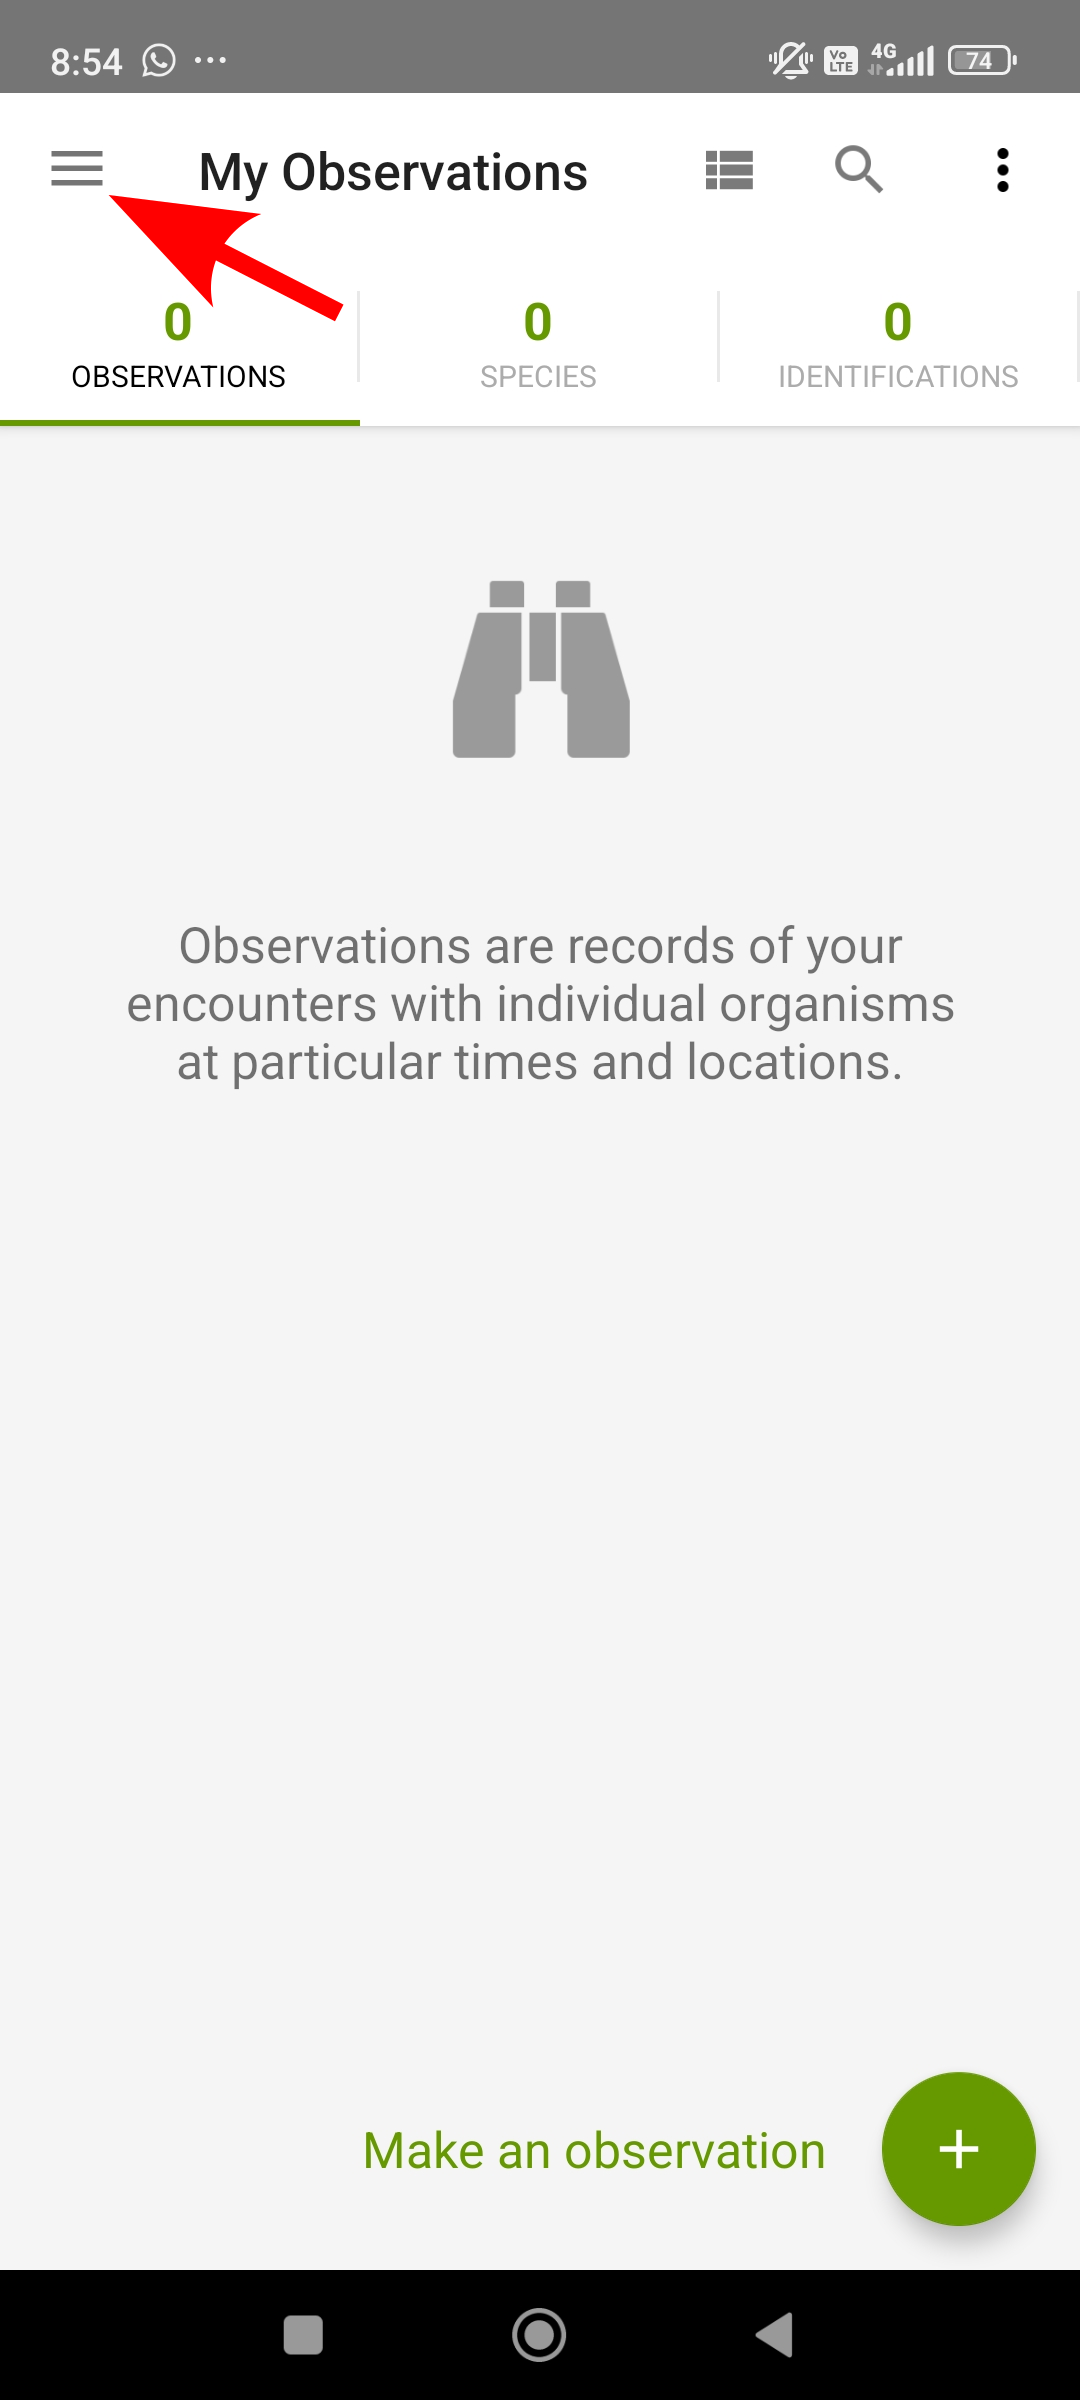 8:54
Vo LTE
4G
74
My Observations
0
OBSERVATIONS
0
SPECIES
0
IDENTIFICATIONS
Observations are records of your
encounters with individual organisms
at particular times and locations.
Make an observation